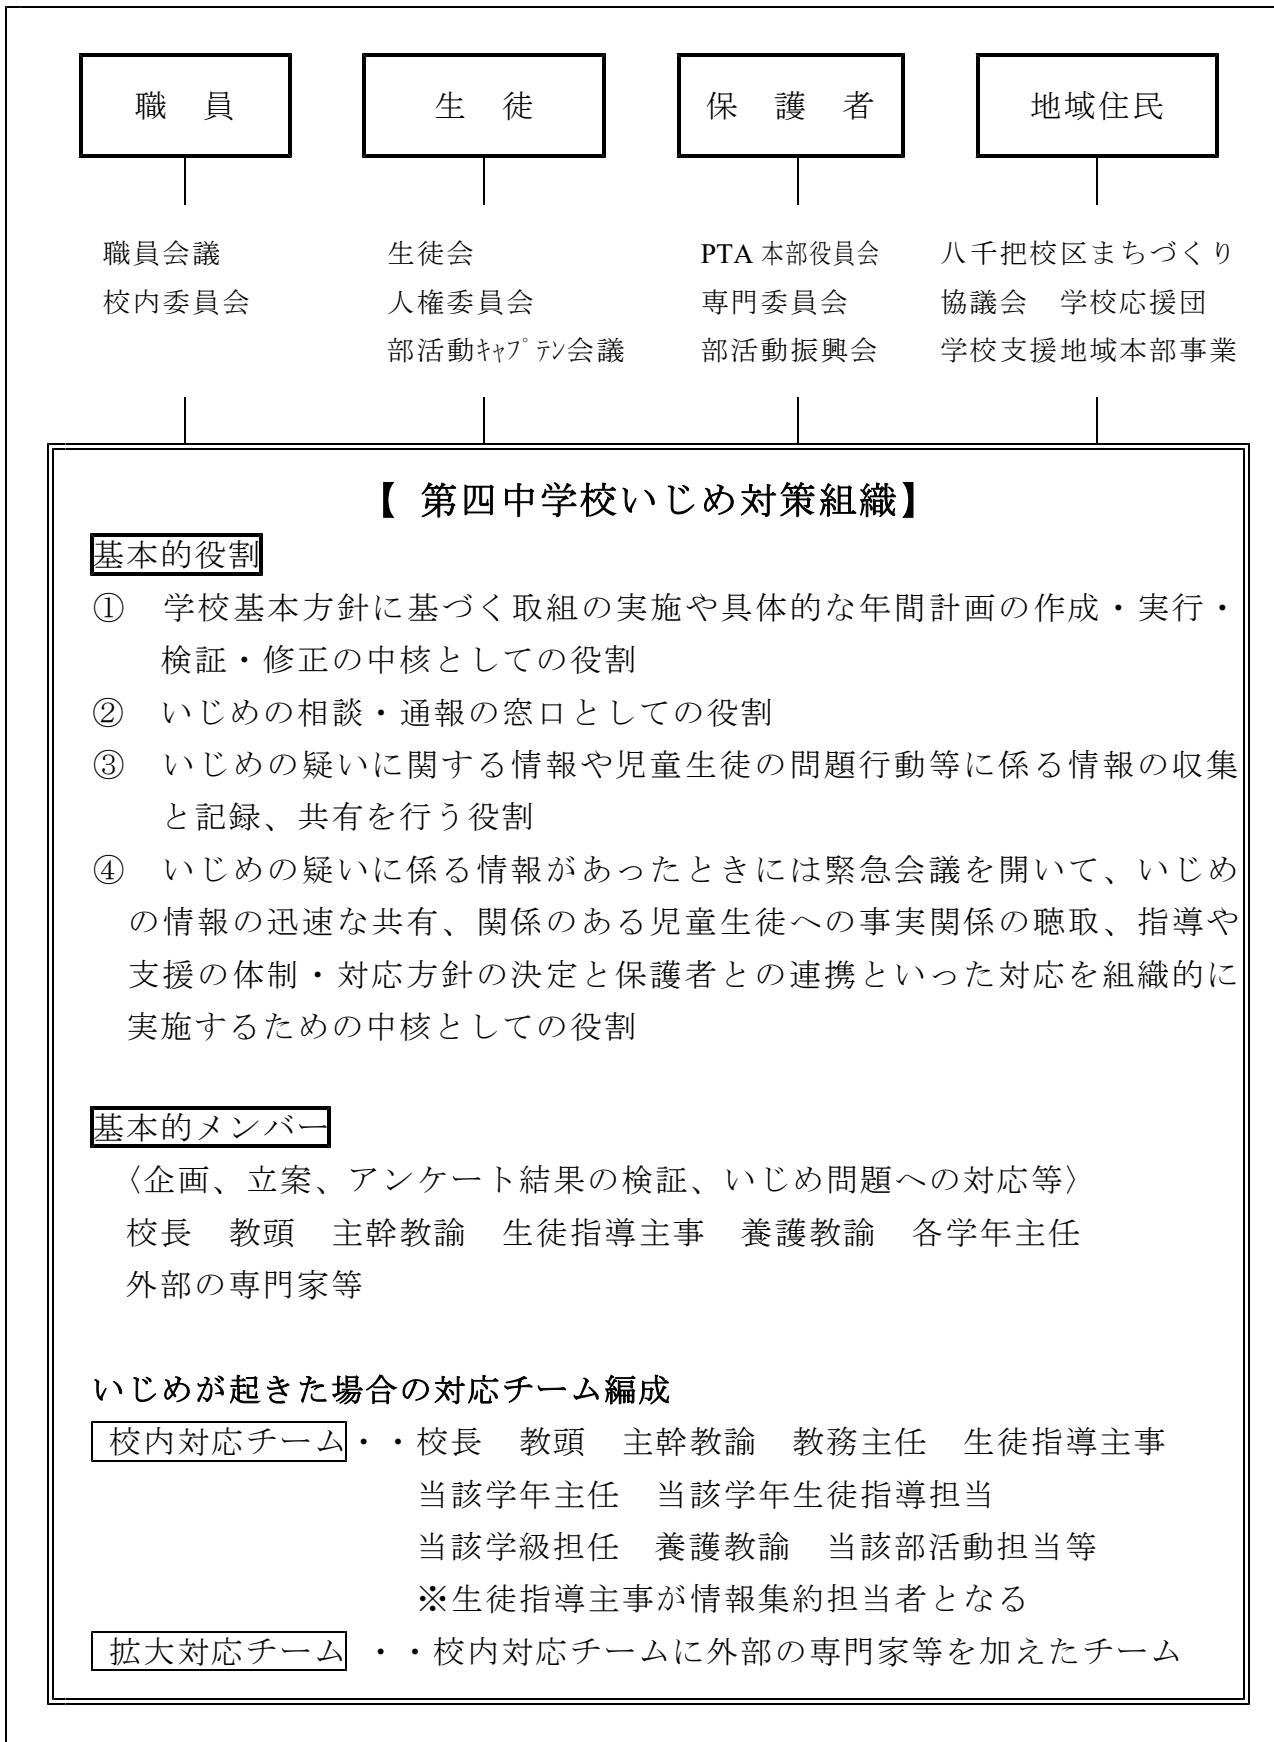 職　員　　生　徒　　保　護　者　　地域住民
職員会議　　生徒会　　PTA 本部役員会　　八千把校区まちづくり
校内委員会　　人権委員会　　専門委員会　　協議会　学校応援団
部活動ｷｬﾌﾟﾃﾝ会議　　部活動振興会　　学校支援地域本部事業
【 第四中学校いじめ対策組織】
基本的役割
①　学校基本方針に基づく取組の実施や具体的な年間計画の作成・実行・
検証・修正の中核としての役割
②　いじめの相談・通報の窓口としての役割
③　いじめの疑いに関する情報や児童生徒の問題行動等に係る情報の収集
と記録、共有を行う役割
④　いじめの疑いに係る情報があったときには緊急会議を開いて、いじめ
の情報の迅速な共有、関係のある児童生徒への事実関係の聴取、指導や
支援の体制・対応方針の決定と保護者との連携といった対応を組織的に
実施するための中核としての役割
基本的メンバー
〈企画、立案、アンケート結果の検証、いじめ問題への対応等〉
校長　教頭　主幹教諭　生徒指導主事　養護教諭　各学年主任
外部の専門家等
いじめが起きた場合の対応チーム編成
校内対応チーム・・校長　教頭　主幹教諭　教務主任　生徒指導主事
当該学年主任　当該学年生徒指導担当
当該学級担任　養護教諭　当該部活動担当等
※生徒指導主事が情報集約担当者となる
拡大対応チーム ・・校内対応チームに外部の専門家等を加えたチーム